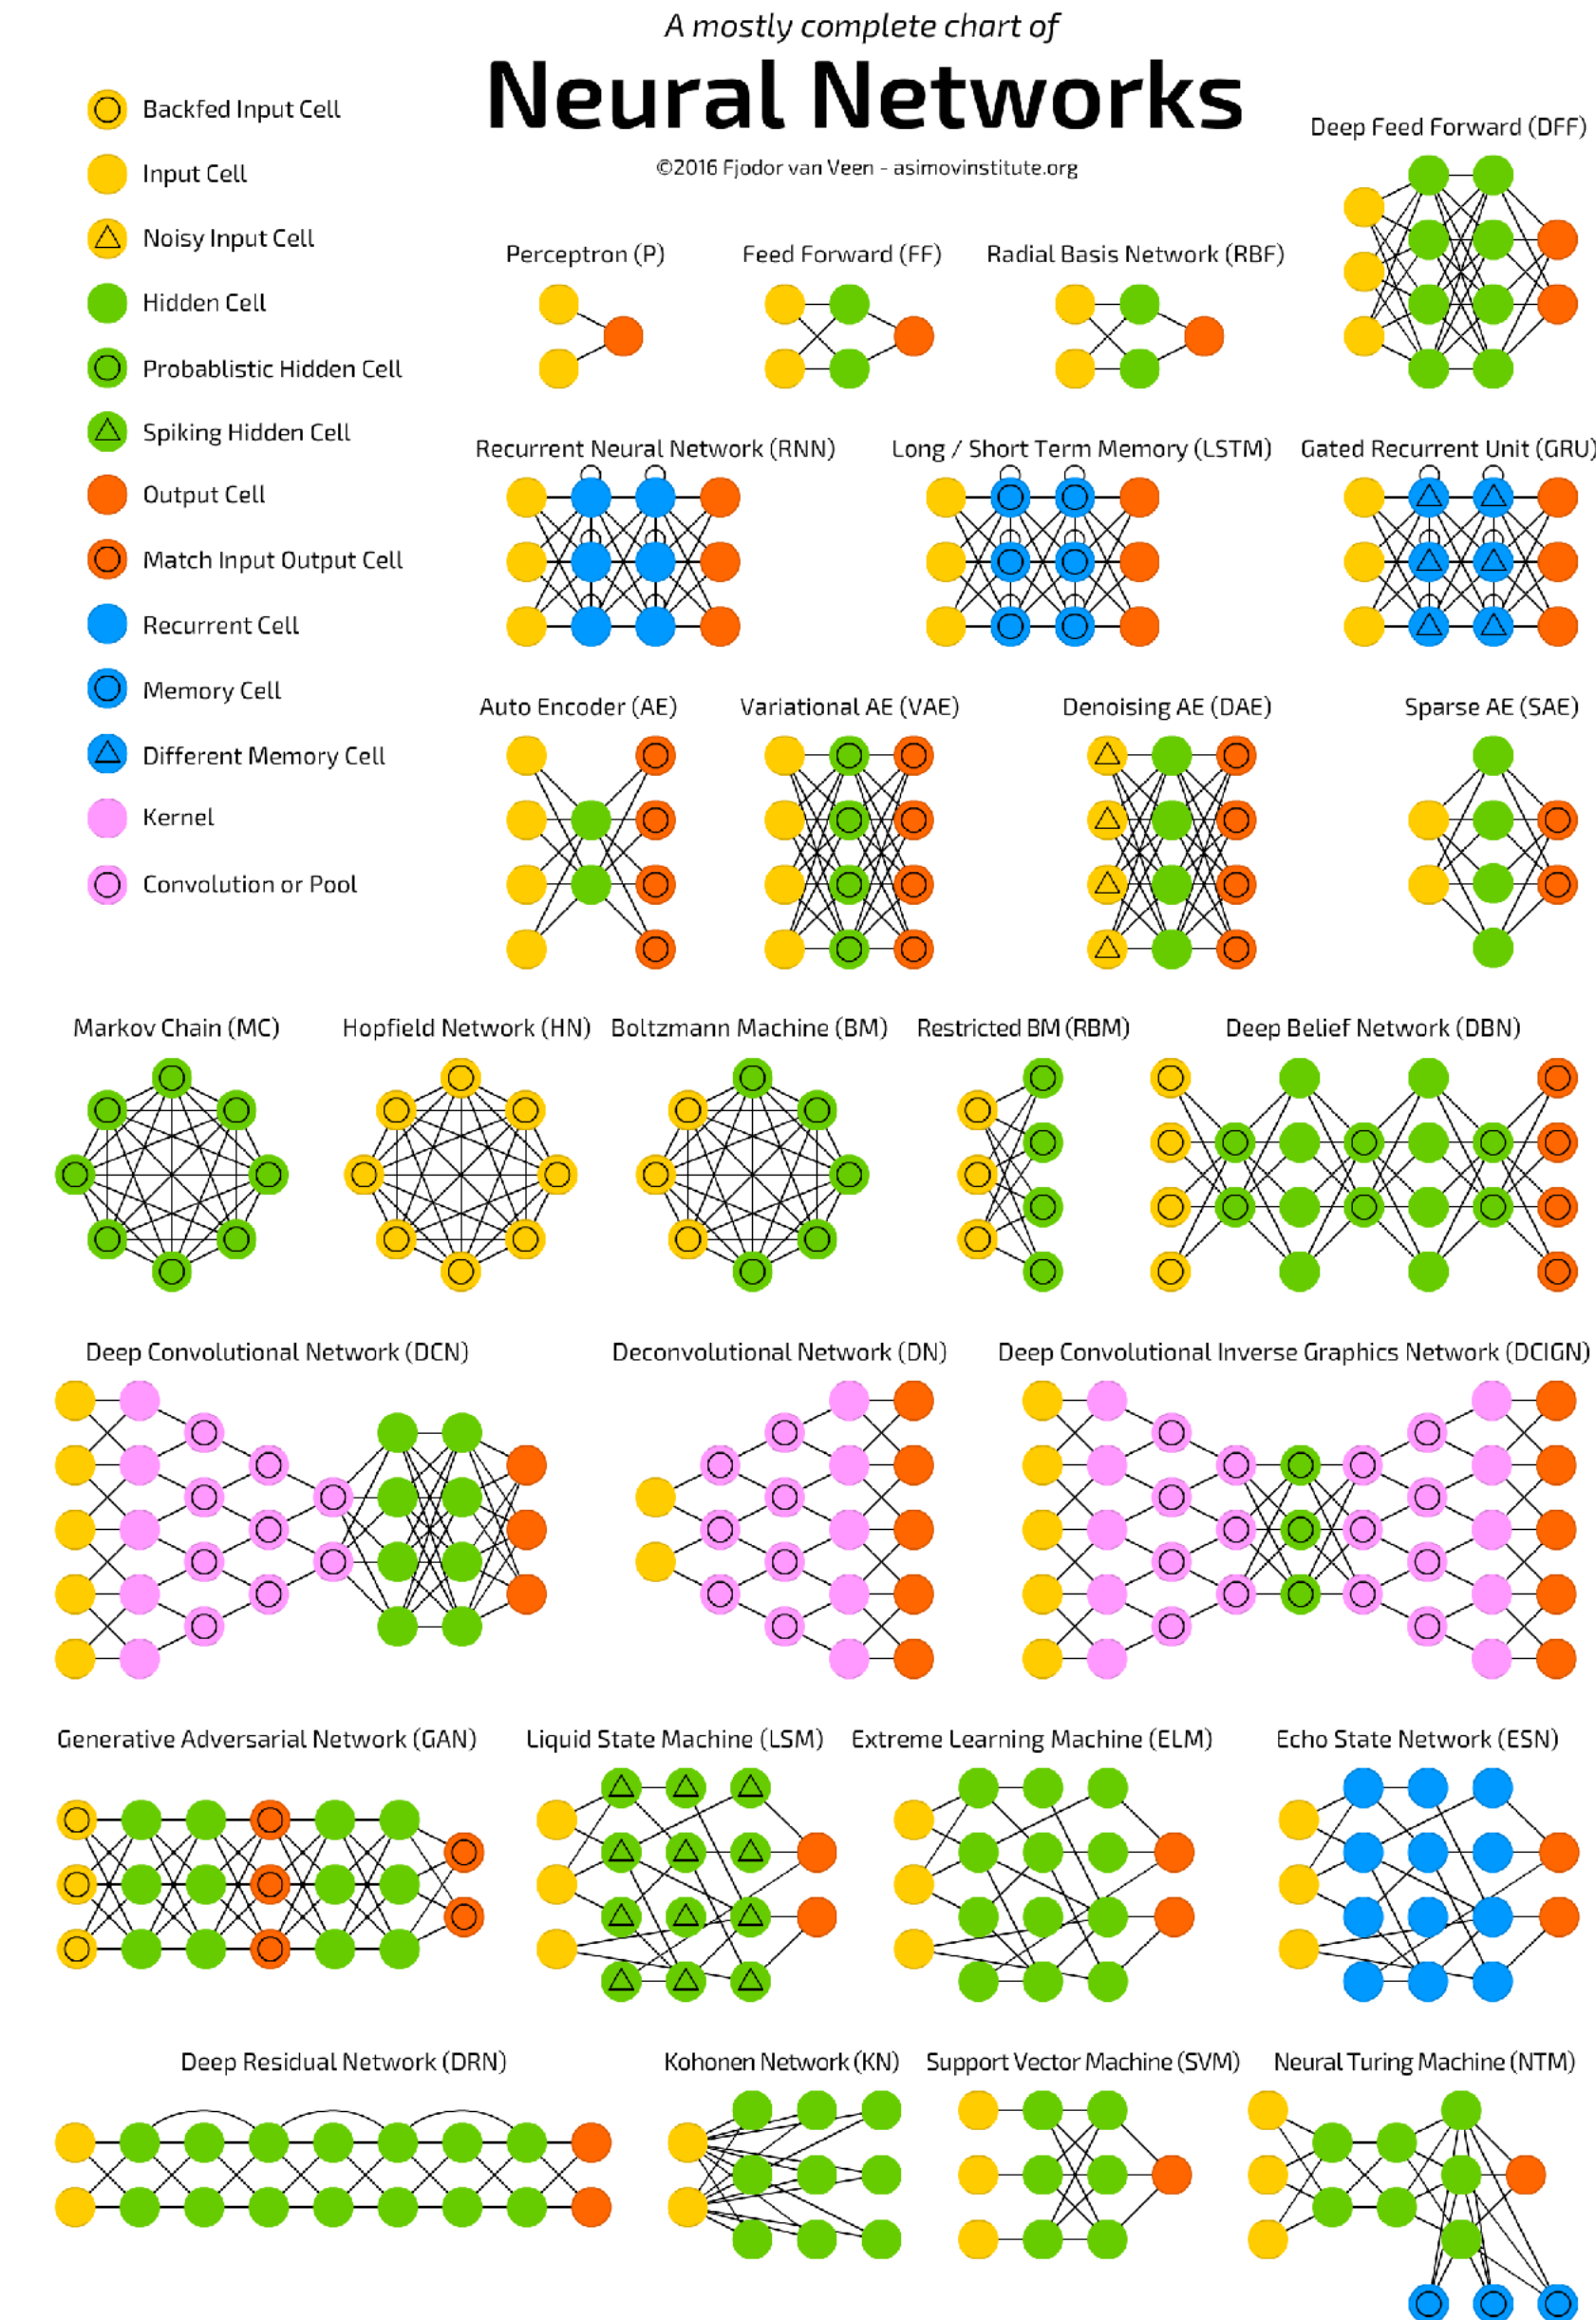 A mostly complete chart of
Neural Networks
©2016 Fjodor van Veen - asimovinstitute.org
Backfed Input Cell
Input Cell
Noisy Input Cell
Hidden Cell
Probablistic Hidden Cell
Spiking Hidden Cell
Output Cell
Match Input Output Cell
Recurrent Cell
Memory Cell
Different Memory Cell
Kernel
Convolution or Pool
Deep Feed Forward (DFF)
Perceptron (P)
Feed Forward (FF)
Radial Basis Network (RBF)
Recurrent Neural Network (RNN)
Long / Short Term Memory (LSTM)
Gated Recurrent Unit (GRU)
Auto Encoder (AE)
Variational AE (VAE)
Denoising AE (DAE)
Sparse AE (SAE)
Markov Chain (MC)
Hopfield Network (HN)
Boltzmann Machine (BM)
Restricted BM (RBM)
Deep Belief Network (DBN)
Deep Convolutional Network (DCN)
Deconvolutional Network (DN)
Deep Convolutional Inverse Graphics Network (DCIGN)
Generative Adversarial Network (GAN)
Liquid State Machine (LSM)
Extreme Learning Machine (ELM)
Echo State Network (ESN)
Deep Residual Network (DRN)
Kohonen Network (KN)
Support Vector Machine (SVM)
Neural Turing Machine (NTM)